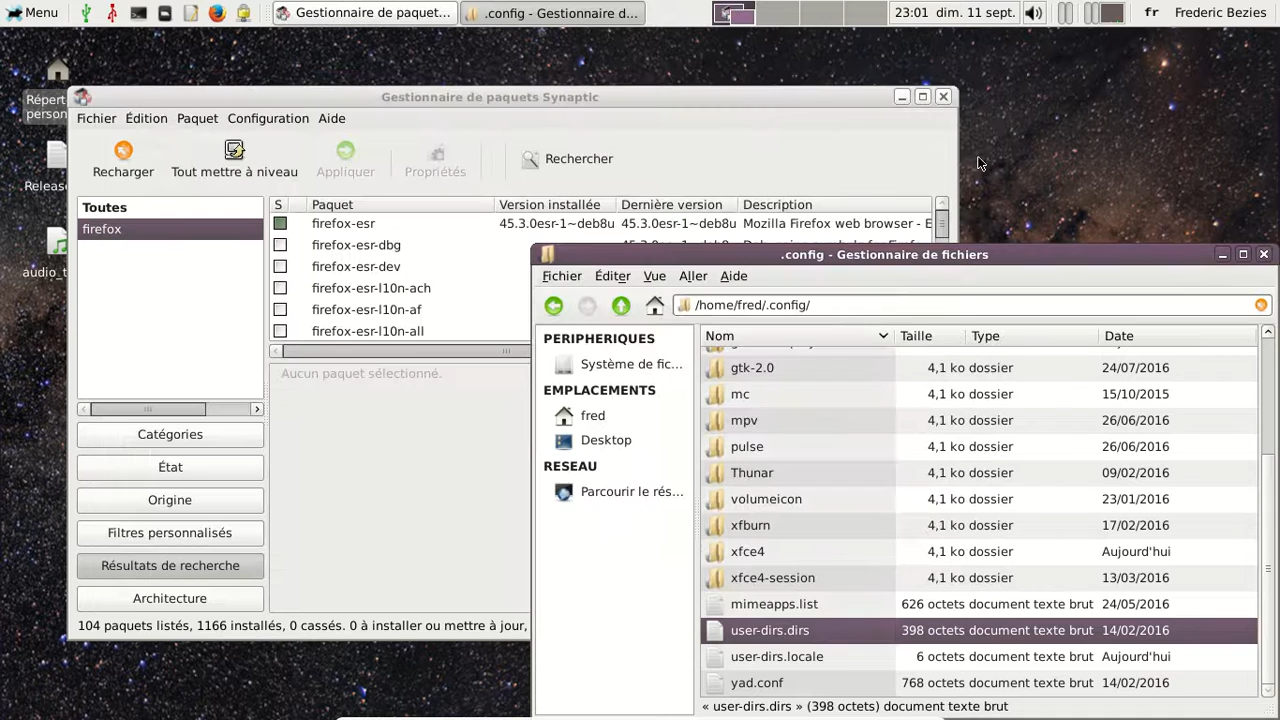 Menu
Gestionnaire de paquet...
.config - Gestionnaire d...
23:01 dim. 11 sept.
fr
Frederic Bezies
Répert
person
Release
audio_t
Gestionnaire de paquets Synaptic
Fichier Édition Paquet Configuration Aide
Recharger
Tout mettre à niveau
Appliquer
Propriétés
Rechercher
Toutes
firefox
S Paquet Version installée Dernière version Description
firefox-esr 45.3.0esr-1~deb8u 45.3.0esr-1~deb8u Mozilla Firefox web browser - E
firefox-esr-dbg
firefox-esr-dev
firefox-esr-l10n-ach
firefox-esr-l10n-af
firefox-esr-l10n-all
Aucun paquet sélectionné.
Catégories
État
Origine
Filtres personnalisés
Résultats de recherche
Architecture
104 paquets listés, 1166 installés, 0 cassés. 0 à installer ou mettre à jour,
.config - Gestionnaire de fichiers
Fichier Éditer Vue Aller Aide
/home/fred/.config/
PERIPHERIQUES
Système de fic...
EMPLACEMENTS
fred
Desktop
RESEAU
Parcourir le rés...
Nom Taille Type Date
gtk-2.0 4,1 ko dossier 24/07/2016
mc 4,1 ko dossier 15/10/2015
mpv 4,1 ko dossier 26/06/2016
pulse 4,1 ko dossier 26/06/2016
Thunar 4,1 ko dossier 09/02/2016
volumeicon 4,1 ko dossier 23/01/2016
xfburn 4,1 ko dossier 17/02/2016
xfce4 4,1 ko dossier Aujourd'hui
xfce4-session 4,1 ko dossier 13/03/2016
mimeapps.list 626 octets document texte brut 24/05/2016
user-dirs.dirs 398 octets document texte brut 14/02/2016
user-dirs.locale 6 octets document texte brut Aujourd'hui
yad.conf 768 octets document texte brut 14/02/2016
« user-dirs.dirs » (398 octets) document texte brut